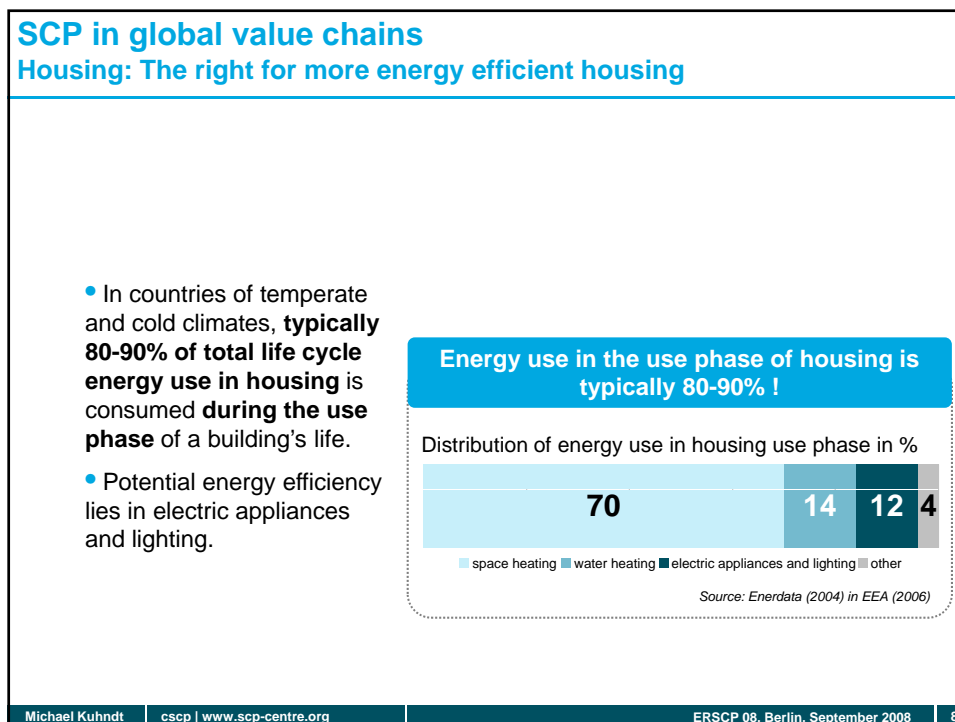 SCP in global value chains
Housing: The right for more energy efficient housing
• In countries of temperate
and cold climates, typically
80-90% of total life cycle
energy use in housing is
consumed during the use
phase of a building's life.
• Potential energy efficiency
lies in electric appliances
and lighting.
Energy use in the use phase of housing is
typically 80-90% !
Distribution of energy use in housing use phase in %
70 14 12 4
space heating water heating electric appliances and lighting other
Source: Enerdata (2004) in EEA (2006)
Michael Kuhndt cscp | www.scp-centre.org ERSCP 08, Berlin, September 2008 8